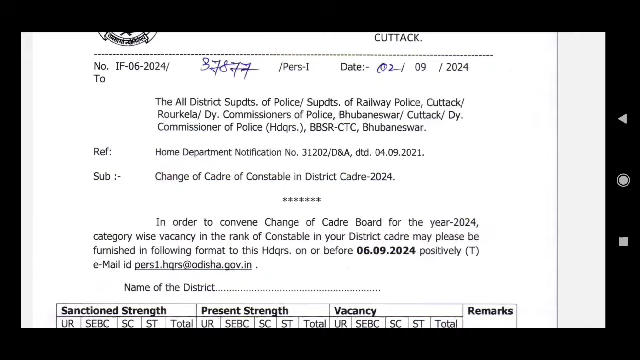 CUTTACK.
No. IF-06-2024/ 37877 /Pers-I Date:- 02/ 09 / 2024
To
The All District Supdts. of Police/ Supdts. of Railway Police, Cuttack/
Rourkela/ Dy. Commissioners of Police, Bhubaneswar/ Cuttack/ Dy.
Commissioner of Police (Hdqrs.), BBSR-CTC, Bhubaneswar.
Ref: Home Department Notification No. 31202/D&A, dtd. 04.09.2021.
Sub :- Change of Cadre of Constable in District Cadre-2024.
*******
In order to convene Change of Cadre Board for the year-2024,
category wise vacancy in the rank of Constable in your District cadre may please be
furnished in following format to this Hdqrs. on or before 06.09.2024 positively (T)
e-Mail id pers1.hqrs@odisha.gov.in .
Name of the District................................................
Sanctioned Strength Present Strength Vacancy Remarks
UR SEBC SC ST Total UR SEBC SC ST Total UR SEBC SC ST Total